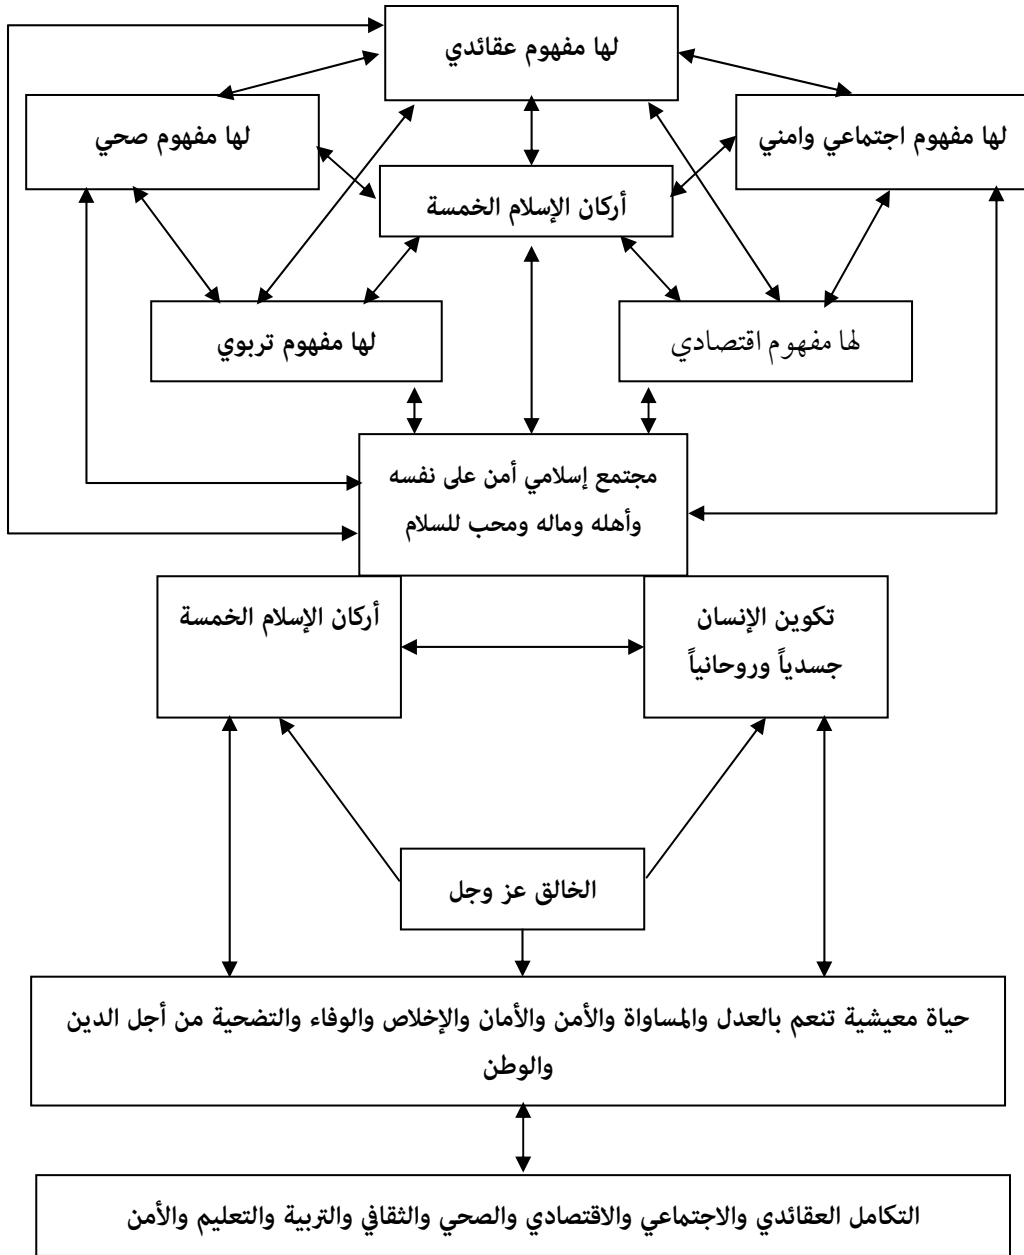 لها مفهوم عقائدي
لها مفهوم اجتماعي وامني
لها مفهوم صحي
أركان الإسلام الخمسة
لها مفهوم اقتصادي
لها مفهوم تربوي
مجتمع إسلامي أمن على نفسه
وأهله وماله ومحب للسلام
تكوين الإنسان
جسدياً وروحانياً
أركان الإسلام الخمسة
الخالق عز وجل
حياة معيشية تنعم بالعدل والمساواة والأمن والأمان والإخلاص والوفاء والتضحية من أجل الدين
والوطن
التكامل العقائدي والاجتماعي والاقتصادي والصحي والثقافي والتربية والتعليم والأمن